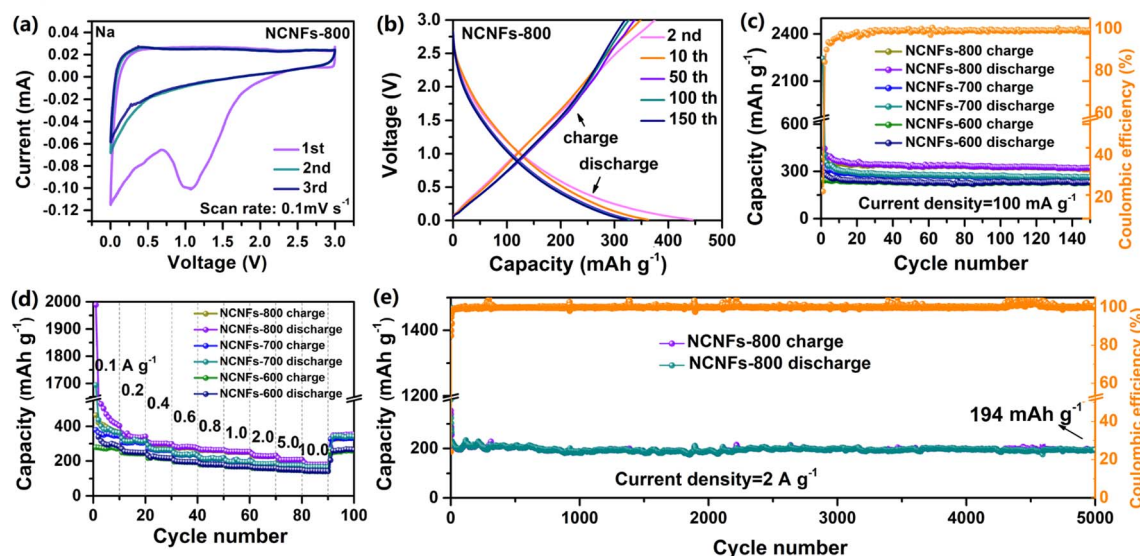 (a)
Na
NCNFs-800
0.04
0.02
0.00
-0.02
-0.04
-0.06
-0.08
-0.10
-0.12
Current (mA)
1st
2nd
3rd
Scan rate: 0.1mV s⁻¹
0.0 0.5 1.0 1.5 2.0 2.5 3.0
Voltage (V)
(b)
NCNFs-800
3.0
2.5
2.0
1.5
1.0
0.5
0.0
Voltage (V)
2 nd
10 th
50 th
100 th
150 th
charge
discharge
0 100 200 300 400 500
Capacity (mAh g⁻¹)
(c)
2400
2250
600
300
0
Capacity (mAh g⁻¹)
NCNFs-800 charge
NCNFs-800 discharge
NCNFs-700 charge
NCNFs-700 discharge
NCNFs-600 charge
NCNFs-600 discharge
Current density=100 mA g⁻¹
100
80
60
40
20
Coulombic efficiency (%)
0 20 40 60 80 100 120 140
Cycle number
(d)
2000
1900
1800
1700
400
200
0
Capacity (mAh g⁻¹)
NCNFs-800 charge
NCNFs-800 discharge
NCNFs-700 charge
NCNFs-700 discharge
NCNFs-600 charge
NCNFs-600 discharge
0.1 A g⁻¹
0.2
0.4
0.6
0.8
1.0
2.0
5.0
10.0
0 20 40 60 80 100
Cycle number
(e)
1400
1200
400
200
0
Capacity (mAh g⁻¹)
NCNFs-800 charge
NCNFs-800 discharge
194 mAh g⁻¹
Current density=2 A g⁻¹
100
80
60
40
20
0
Coulombic efficiency (%)
0 1000 2000 3000 4000 5000
Cycle number